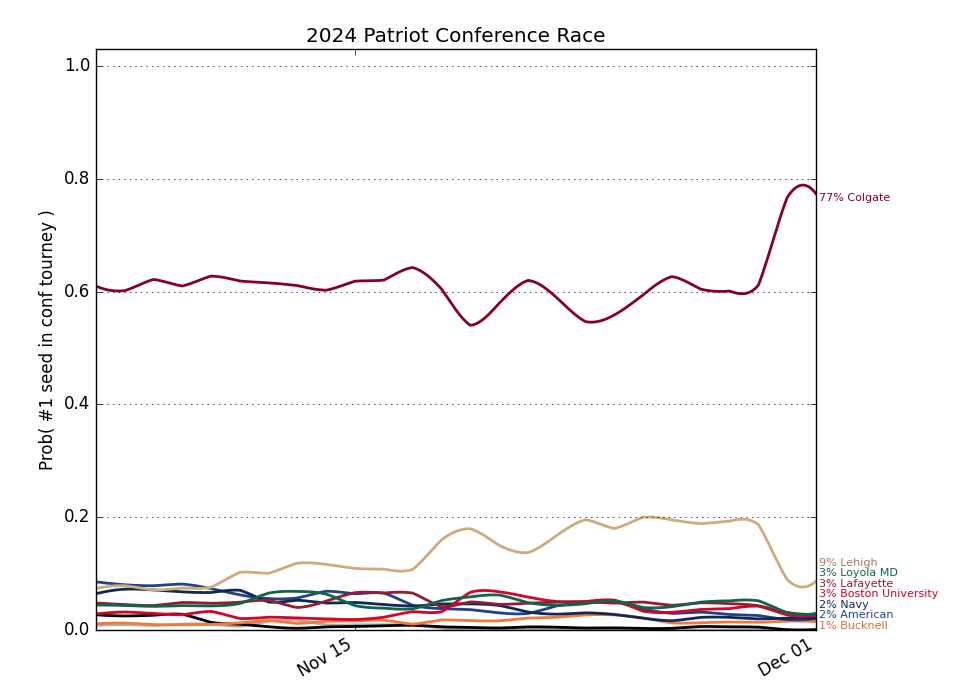 2024 Patriot Conference Race
Prob( #1 seed in conf tourney )
1.0
0.8
0.6
0.4
0.2
0.0
77% Colgate
9% Lehigh
3% Loyola MD
3% Lafayette
3% Boston University
2% Navy
2% American
1% Bucknell
Nov 15
Dec 01